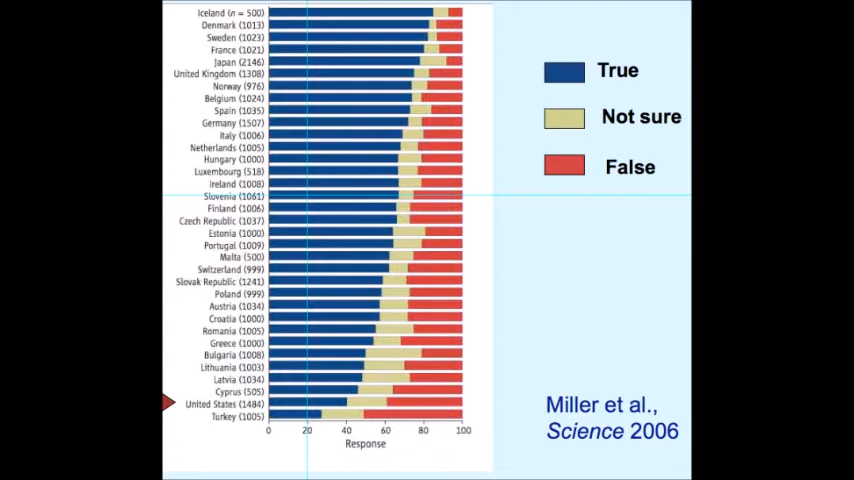 Iceland (n = 500)
Denmark (1013)
Sweden (1023)
France (1021)
Japan (2146)
United Kingdom (1308)
Norway (976)
Belgium (1024)
Spain (1035)
Germany (1507)
Italy (1006)
Netherlands (1005)
Hungary (1000)
Luxembourg (518)
Ireland (1008)
Slovenia (1061)
Finland (1006)
Czech Republic (1037)
Estonia (1000)
Portugal (1009)
Malta (500)
Switzerland (999)
Slovak Republic (1241)
Poland (999)
Austria (1034)
Croatia (1000)
Romania (1005)
Greece (1000)
Bulgaria (1008)
Lithuania (1003)
Latvia (1034)
Cyprus (505)
United States (1484)
Turkey (1005)
0 20 40 60 80 100
Response
True
Not sure
False
Miller et al.,
Science 2006